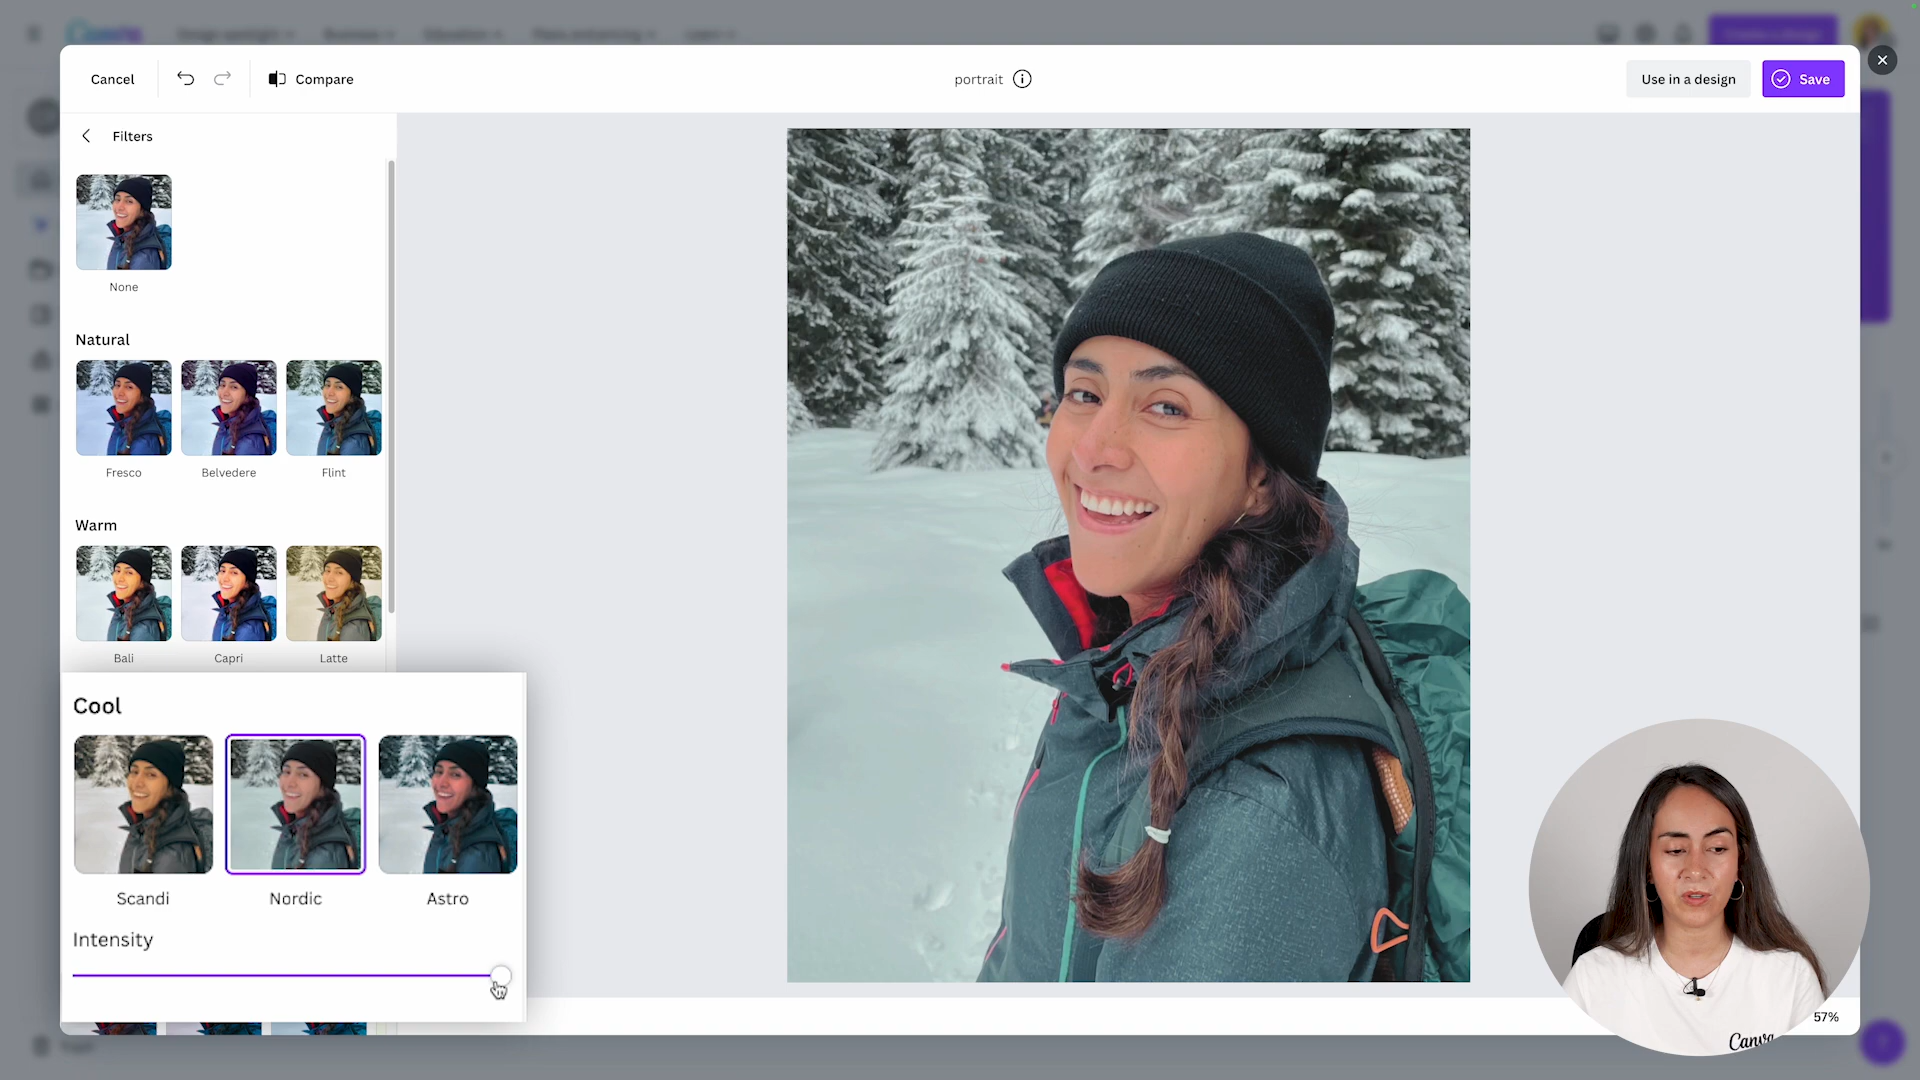 Cancel
Compare
portrait
Use in a design
Save
Filters
None
Natural
Fresco
Belvedere
Flint
Warm
Bali
Capri
Latte
Cool
Scandi
Nordic
Astro
Intensity
57%
Canva